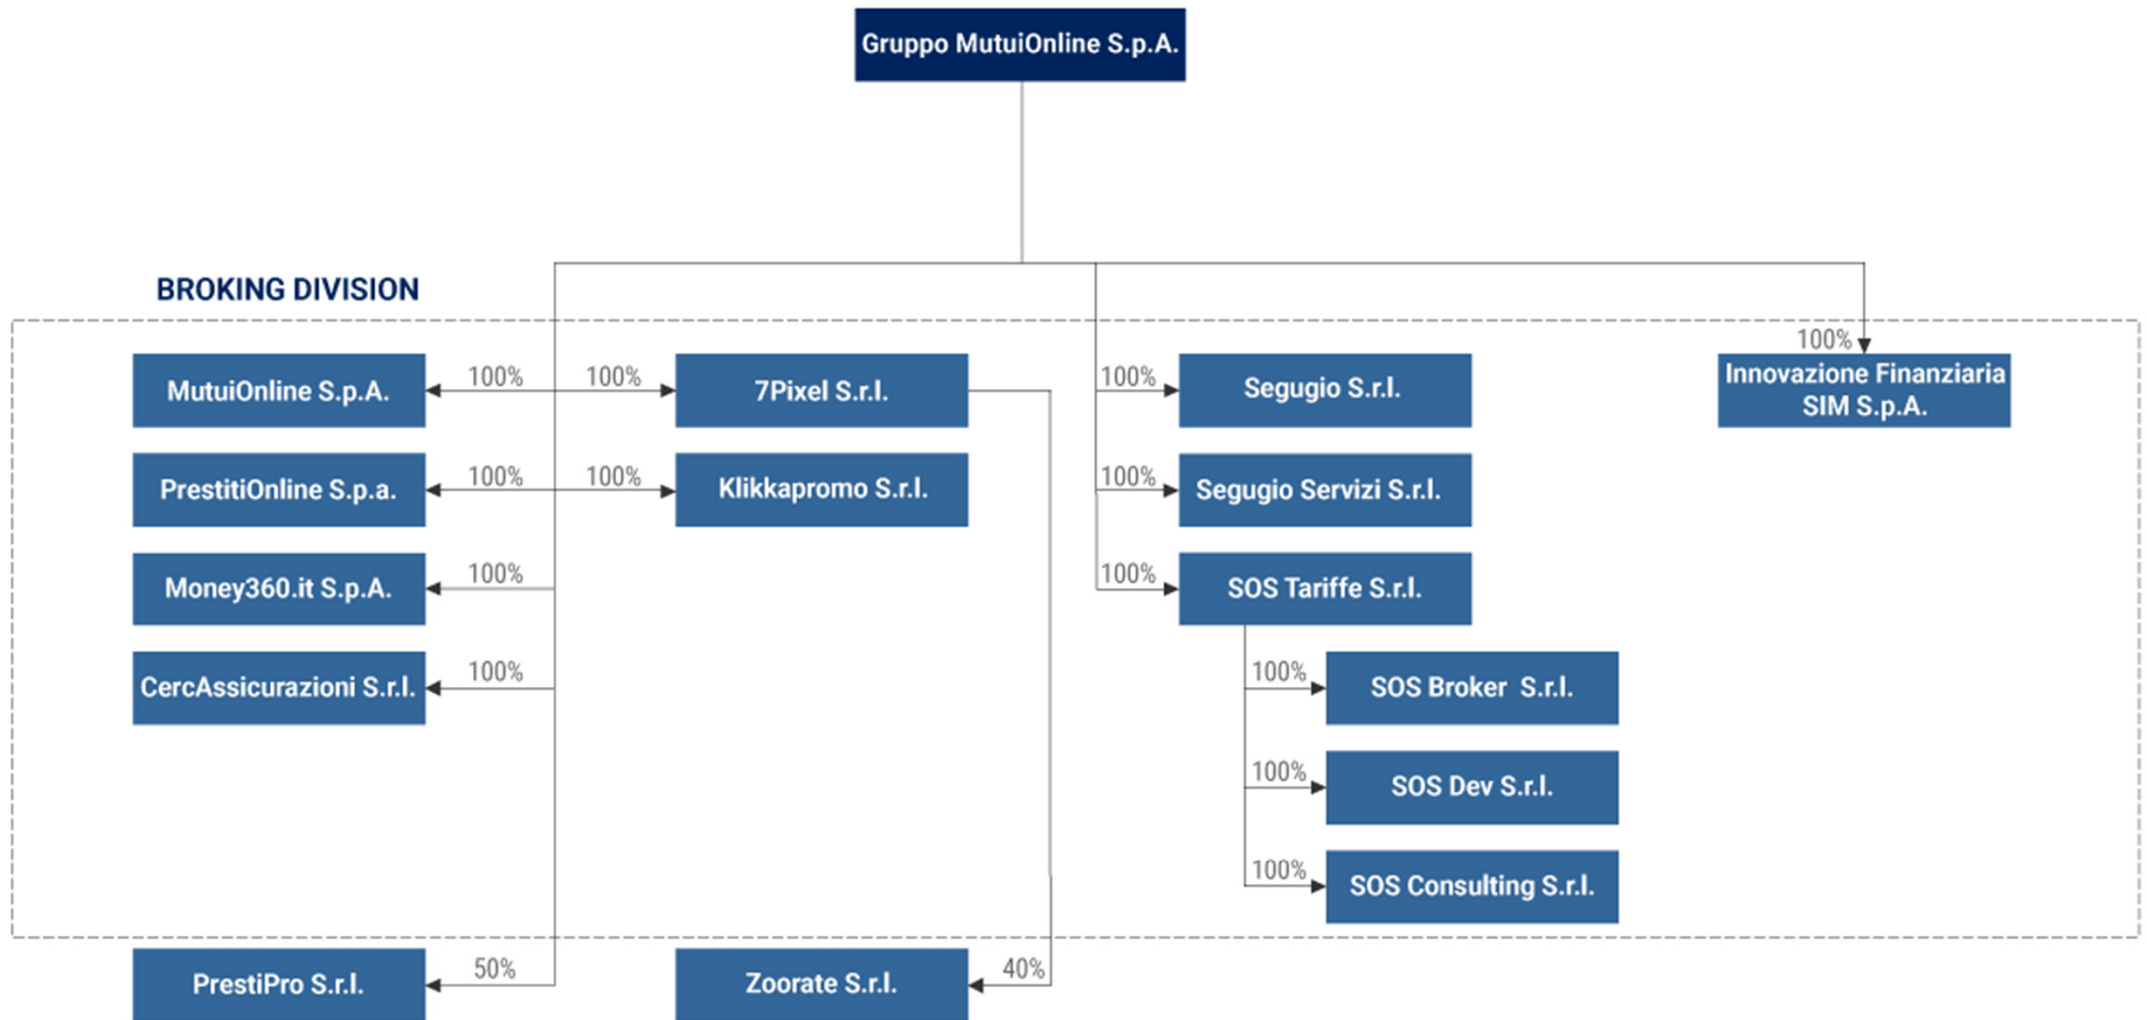 Gruppo MutuiOnline S.p.A.
BROKING DIVISION
100%
MutuiOnline S.p.A.
100%
100%
7Pixel S.r.l.
100%
Segugio S.r.l.
Innovazione Finanziaria
SIM S.p.A.
PrestitiOnline S.p.a.
100%
100%
Klikkapromo S.r.l.
100%
Segugio Servizi S.r.l.
Money360.it S.p.A.
100%
100%
SOS Tariffe S.r.l.
CercAssicurazioni S.r.l.
100%
100%
SOS Broker S.r.l.
100%
SOS Dev S.r.l.
100%
SOS Consulting S.r.l.
PrestiPro S.r.l.
50%
Zoorate S.r.l.
40%